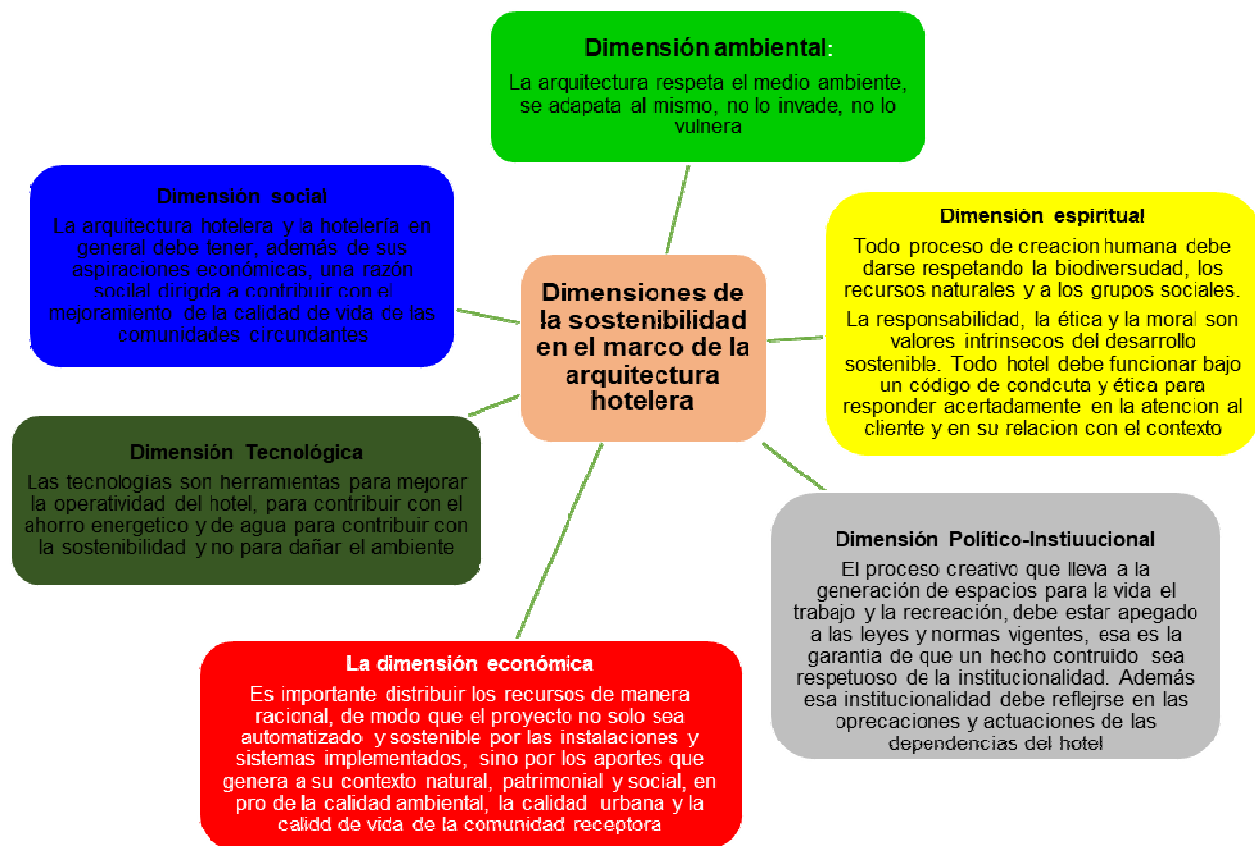 Dimensión ambiental:
La arquitectura respeta el medio ambiente,
se adapata al mismo, no lo invade, no lo
vulnera
Dimensión social
La arquitectura hotelera y la hotelería en
general debe tener, además de sus
aspiraciones económicas, una razón
socilal dirigda a contribuir con el
mejoramiento de la calidad de vida ce las
comunidades circundantes
Dimensión espiritual
Todo proceso de creacion humana debe
darse respetando la biodiversudad, los
recursos naturales y a los grupos sociales.
La responsabilidad, la ética y la moral son
valores intrínsecos del desarrollo
sostenible. Todo hotel debe funcionar bajo
un código de condcuta y ética para
responder acertadamente en la atencion al
cliente y en su relacion con el contexto
Dimensiones de
la sostenibilidad
en el marco de la
arquitectura
hotelera
Dimensión Tecnológica
Las tecnologías son herramientas para mejorar
la operatividad del hotel, para contribuir con el
ahorro energetico y de agua para contribuir con
la sostenibilidad y no para dañar el ambiente
Dimensión Político-Instiuucional
El proceso creativo que lleva a la
generación de espacios para la vida el
trabajo y la recreación, debe estar apegado
a las leyes y normas vigentes, esa es la
garantía de que un hecho contruido sea
respetuoso de la institucionalidad. Además
esa institucionalidad debe reflejrse en las
oprecaciones y actuaciones de las
dependencias del hotel
La dimensión económica
Es importante distribuir los recursos de manera
racional, de modo que el proyecto no solo sea
automatizado y sostenible por las instalaciones y
sistemas implementados, sino por los aportes que
genera a su contexto natural, patrimonial y social, en
pro de la calidad ambiental, la calidad urbana y la
calidd de vida de la comunidad receptora